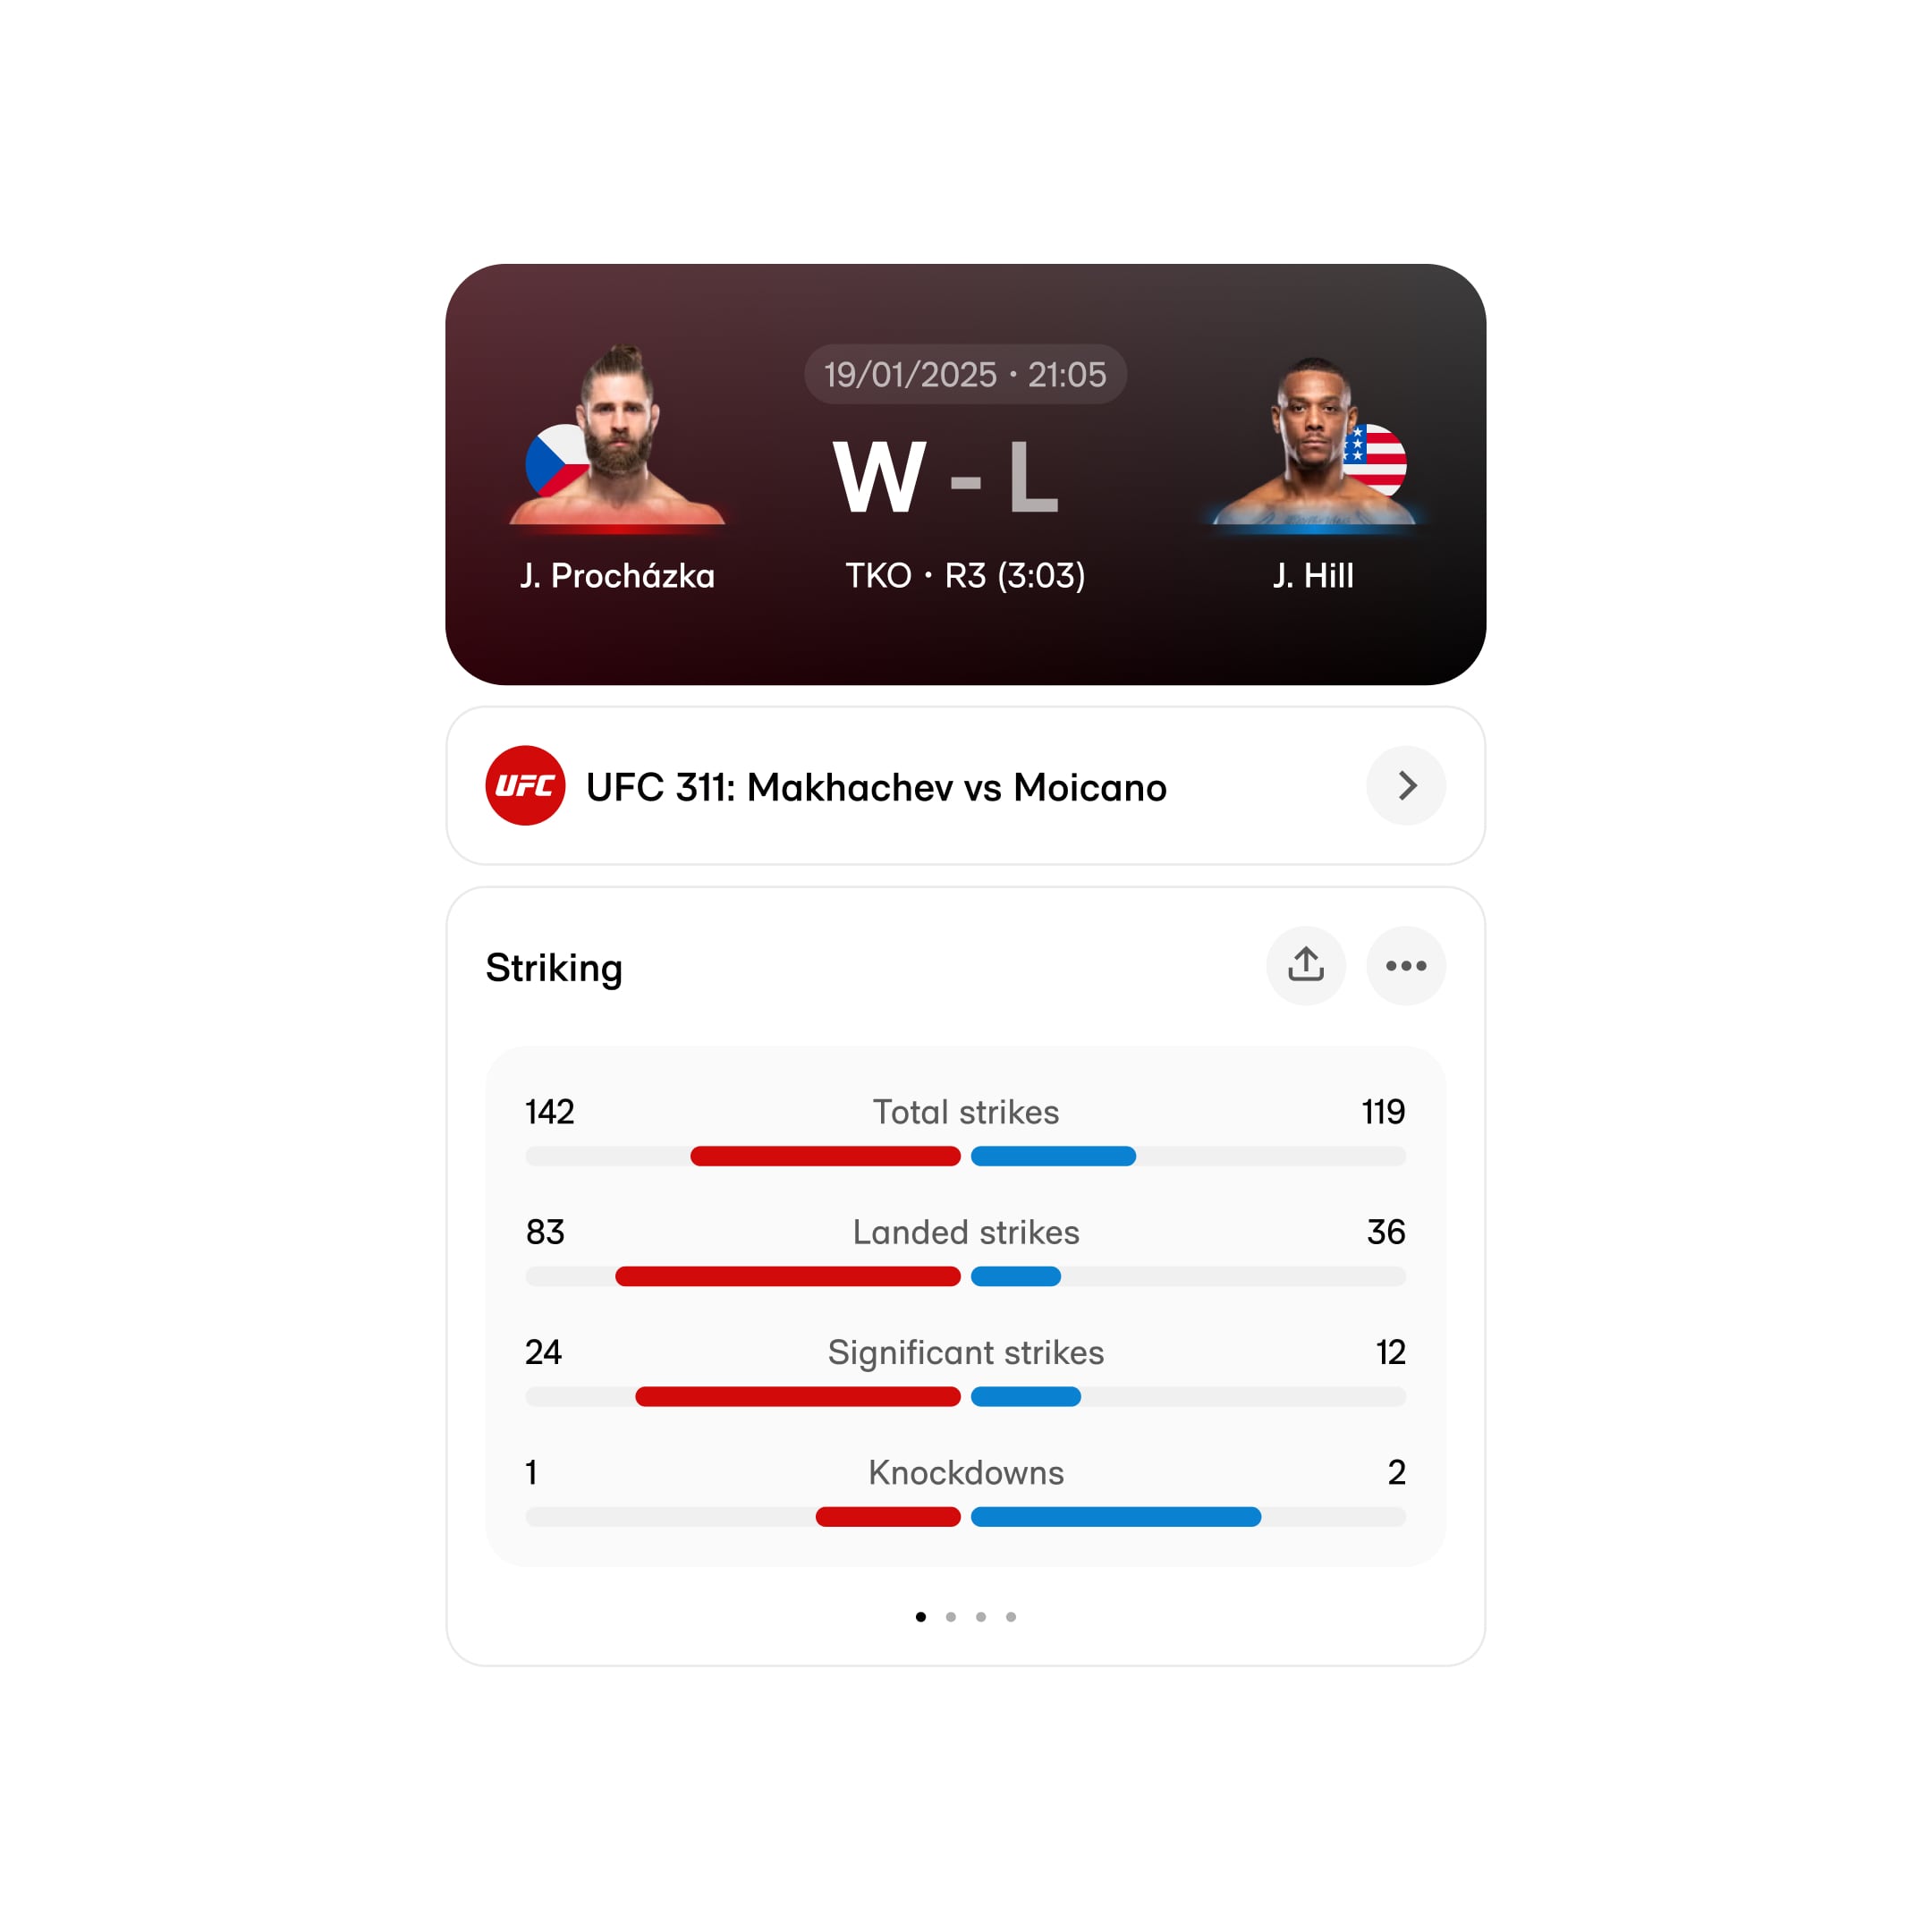 19/01/2025 • 21:05
W - L
J. Procházka
TKO • R3 (3:03)
J. Hill
UFC
UFC 311: Makhachev vs Moicano
Striking
142 Total strikes 119
83 Landed strikes 36
24 Significant strikes 12
1 Knockdowns 2